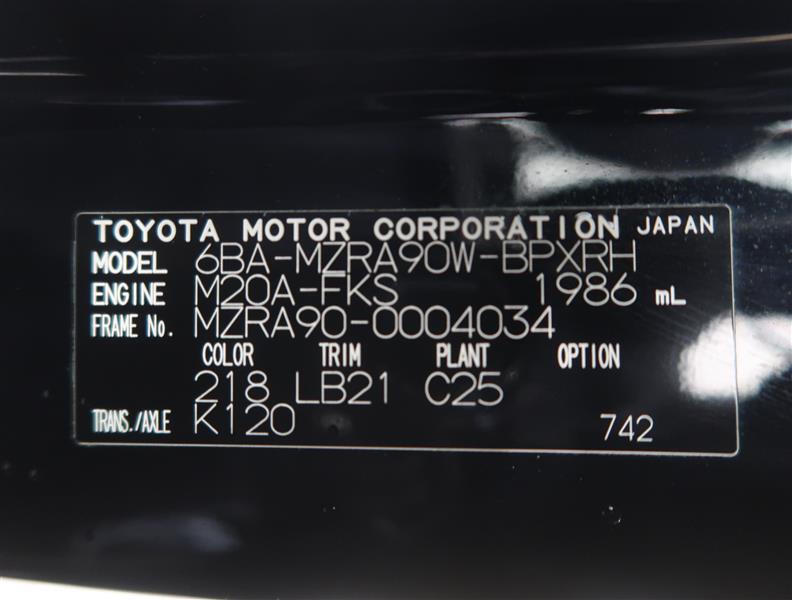 TOYOTA MOTOR CORPORATION JAPAN
MODEL 6BA-MZRA90W-BPXRH
ENGINE M20A-FKS 1986 mL
FRAME No. MZRA90-0004034
COLOR TRIM PLANT OPTION
218 LB21 C25
TRANS./AXLE K120 742